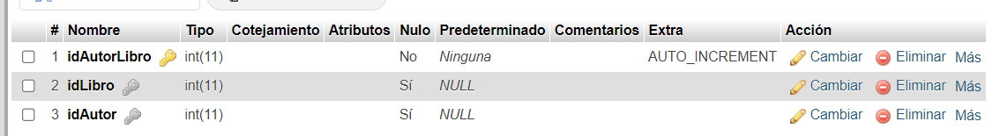 # Nombre Tipo Cotejamiento Atributos Nulo Predeterminado Comentarios Extra Acción
1 idAutorLibro int(11) No Ninguna AUTO_INCREMENT Cambiar Eliminar Más
2 idLibro int(11) Sí NULL Cambiar Eliminar Más
3 idAutor int(11) Sí NULL Cambiar Eliminar Más